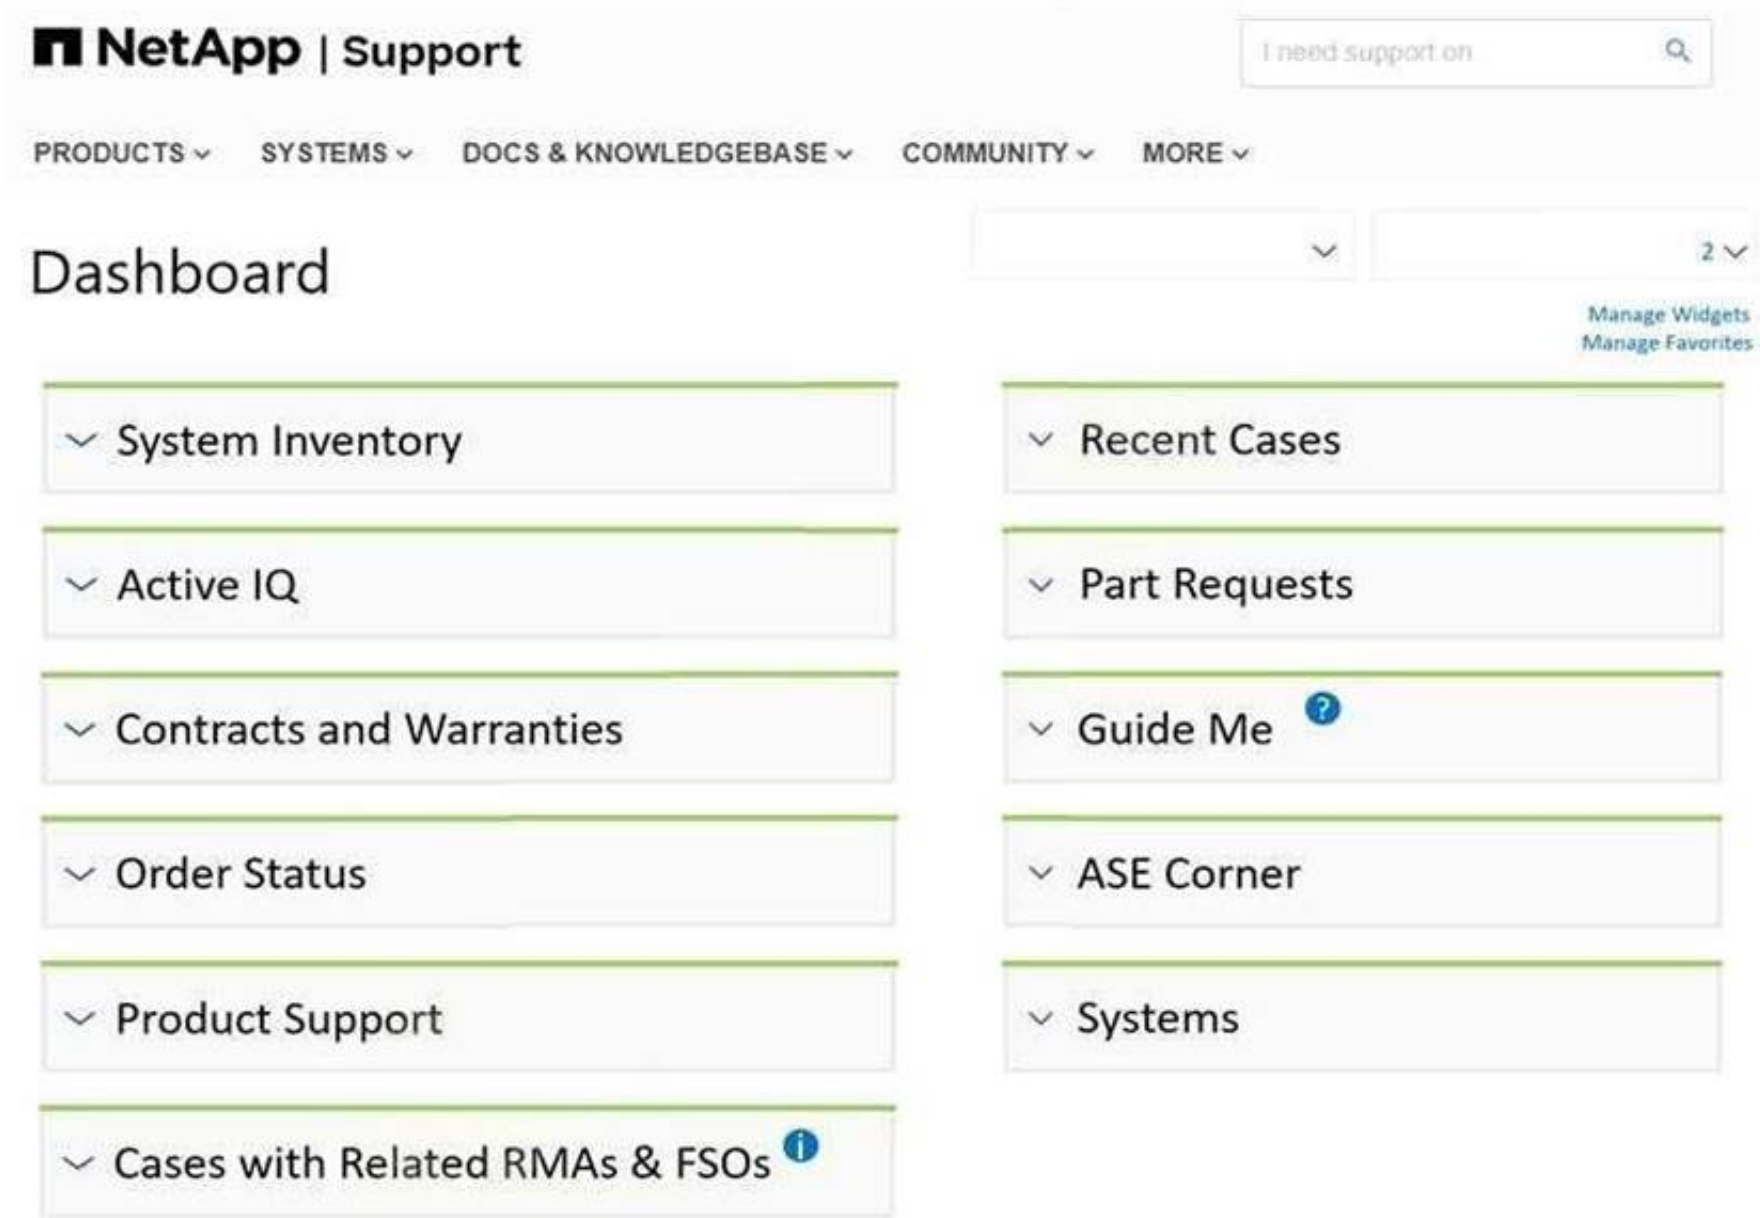 NetApp | Support
I need support on
PRODUCTS SYSTEMS DOCS & KNOWLEDGEBASE COMMUNITY MORE
Dashboard
2
Manage Widgets
Manage Favorites
System Inventory
Recent Cases
Active IQ
Part Requests
Contracts and Warranties
Guide Me ?
Order Status
ASE Corner
Product Support
Systems
Cases with Related RMAs & FSOs i